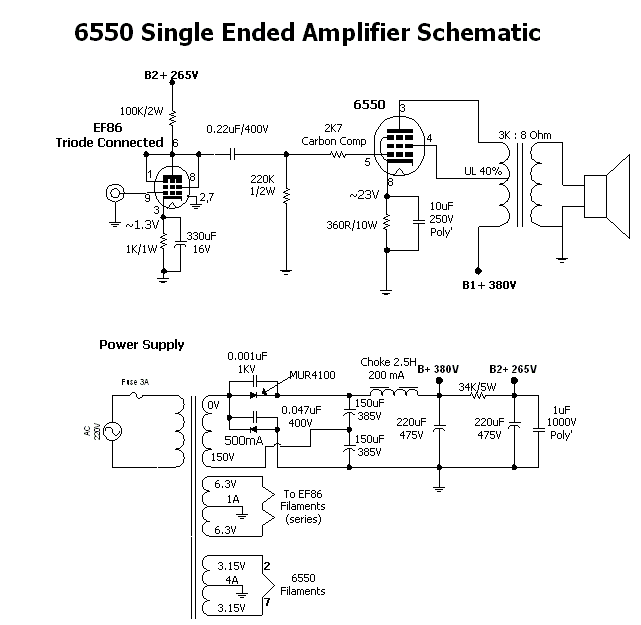 6550 Single Ended Amplifier Schematic
B2+ 265V
100K/2W
EF86
Triode Connected
6
1
8
9
2,7
3
~1.3V
1K/1W
330uF
16V
0.22uF/400V
220K
1/2W
2K7
Carbon Comp
6550
3
4
5
8
~23V
360R/10W
10uF
250V
Poly'
UL 40%
3K : 8 Ohm
B1+ 380V
Power Supply
Fuse 3A
AC
220V
0V
150V
0.001uF
1KV
MUR4100
0.047uF
400V
500mA
150uF
385V
150uF
385V
Choke 2.5H
200 mA
B+ 380V
34K/5W
B2+ 265V
220uF
475V
220uF
475V
1uF
1000V
Poly'
6.3V
1A
6.3V
To EF86
Filaments
(series)
3.15V
4A
3.15V
2
7
6550
Filaments